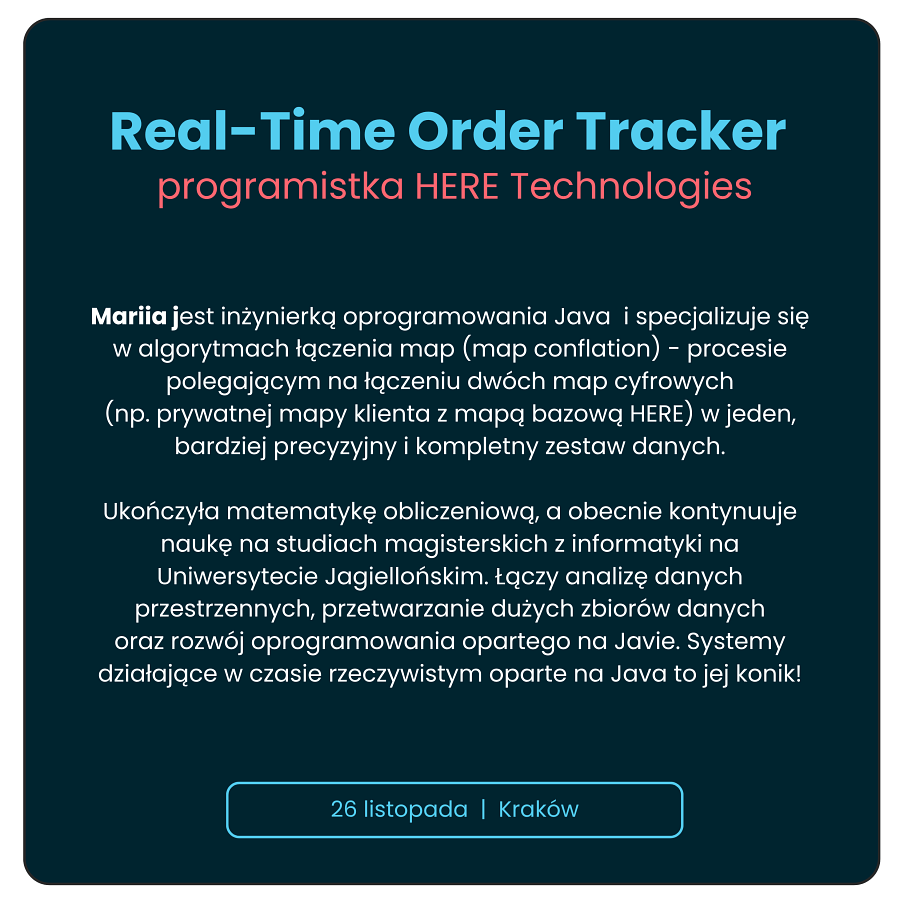 Real-Time Order Tracker
programistka HERE Technologies
Mariia jest inżynierką oprogramowania Java  i specjalizuje się
w algorytmach łączenia map (map conflation) - procesie
polegającym na łączeniu dwóch map cyfrowych
(np. prywatnej mapy klienta z mapą bazową HERE) w jeden,
bardziej precyzyjny i kompletny zestaw danych.
Ukończyła matematykę obliczeniową, a obecnie kontynuuje
naukę na studiach magisterskich z informatyki na
Uniwersytecie Jagiellońskim. Łączy analizę danych
przestrzennych, przetwarzanie dużych zbiorów danych
oraz rozwój oprogramowania opartego na Javie. Systemy
działające w czasie rzeczywistym oparte na Java to jej konik!
26 listopada | Kraków